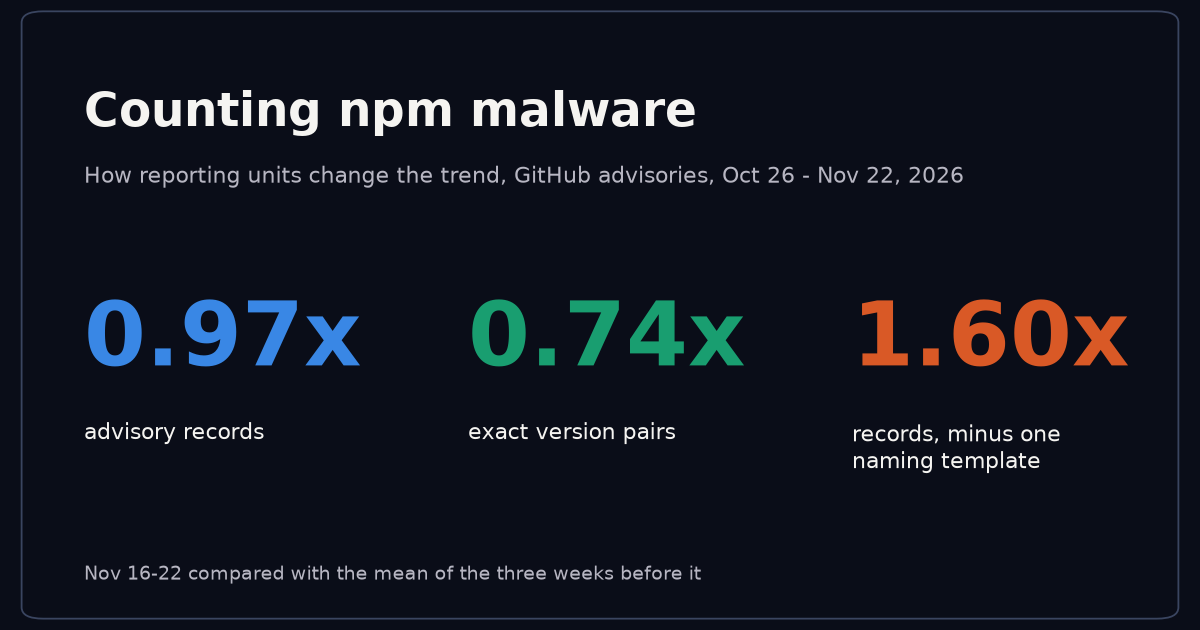 Counting npm malware
How reporting units change the trend, GitHub advisories, Oct 26 - Nov 22, 2026
0.97x
0.74x
1.60x
advisory records
exact version pairs
records, minus one
naming template
Nov 16-22 compared with the mean of the three weeks before it